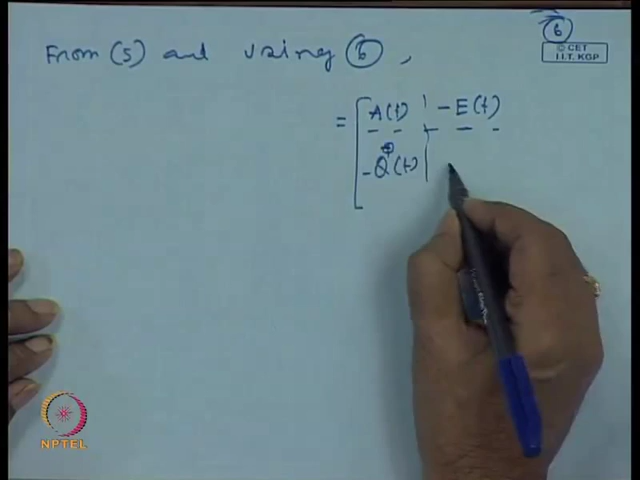 6
© CET
I.I.T. KGP
From (5) and using 6,
= [ A(t) | - E(t)
- Q(t) |
NPTEL